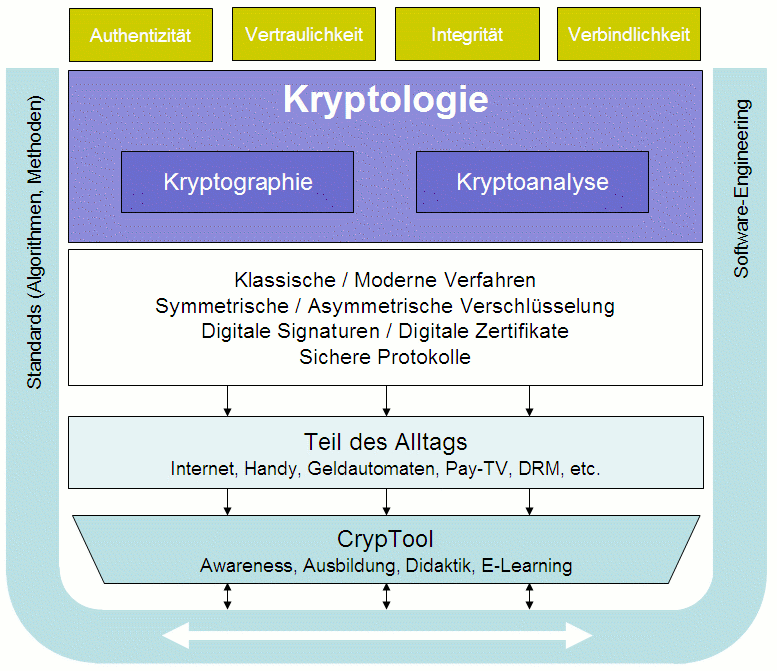 Authentizität
Vertraulichkeit
Integrität
Verbindlichkeit
Kryptologie
Kryptographie
Kryptoanalyse
Standards (Algorithmen, Methoden)
Software-Engineering
Klassische / Moderne Verfahren
Symmetrische / Asymmetrische Verschlüsselung
Digitale Signaturen / Digitale Zertifikate
Sichere Protokolle
Teil des Alltags
Internet, Handy, Geldautomaten, Pay-TV, DRM, etc.
CrypTool
Awareness, Ausbildung, Didaktik, E-Learning